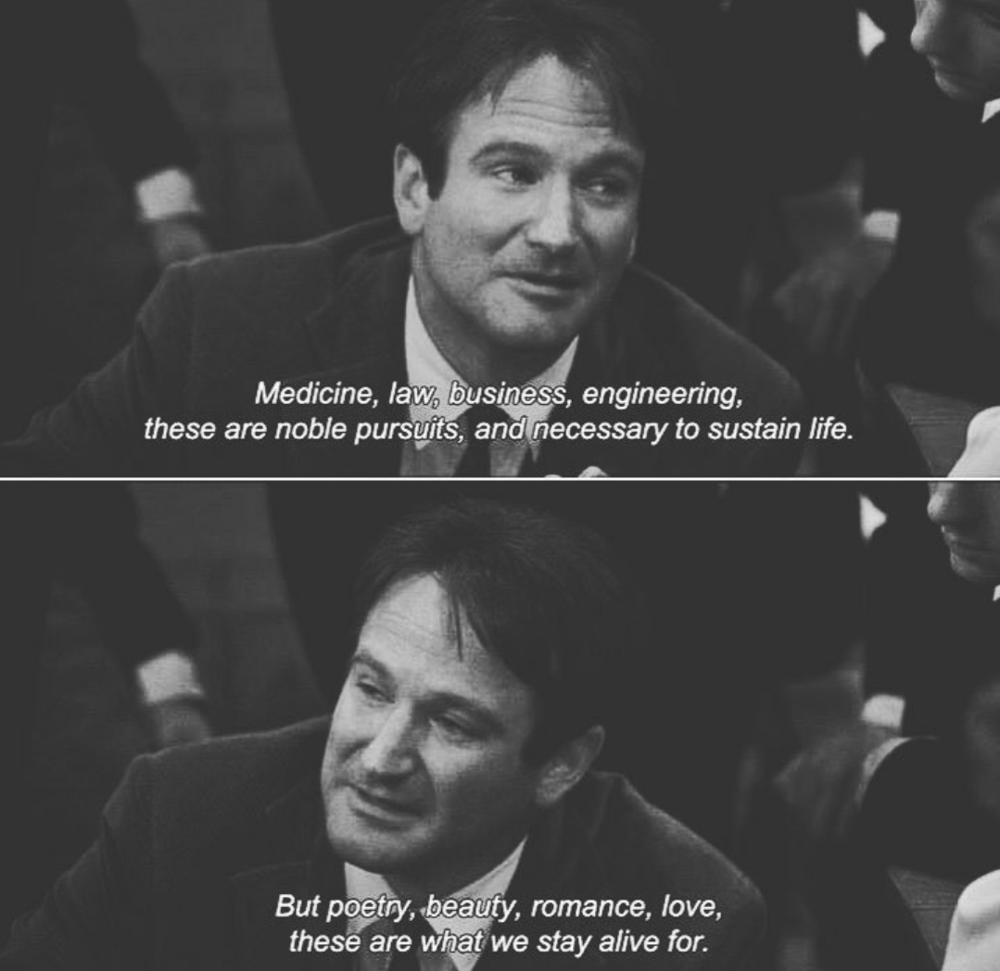 Medicine, law, business, engineering,
these are noble pursuits, and necessary to sustain life.
But poetry, beauty, romance, love,
these are what we stay alive for.